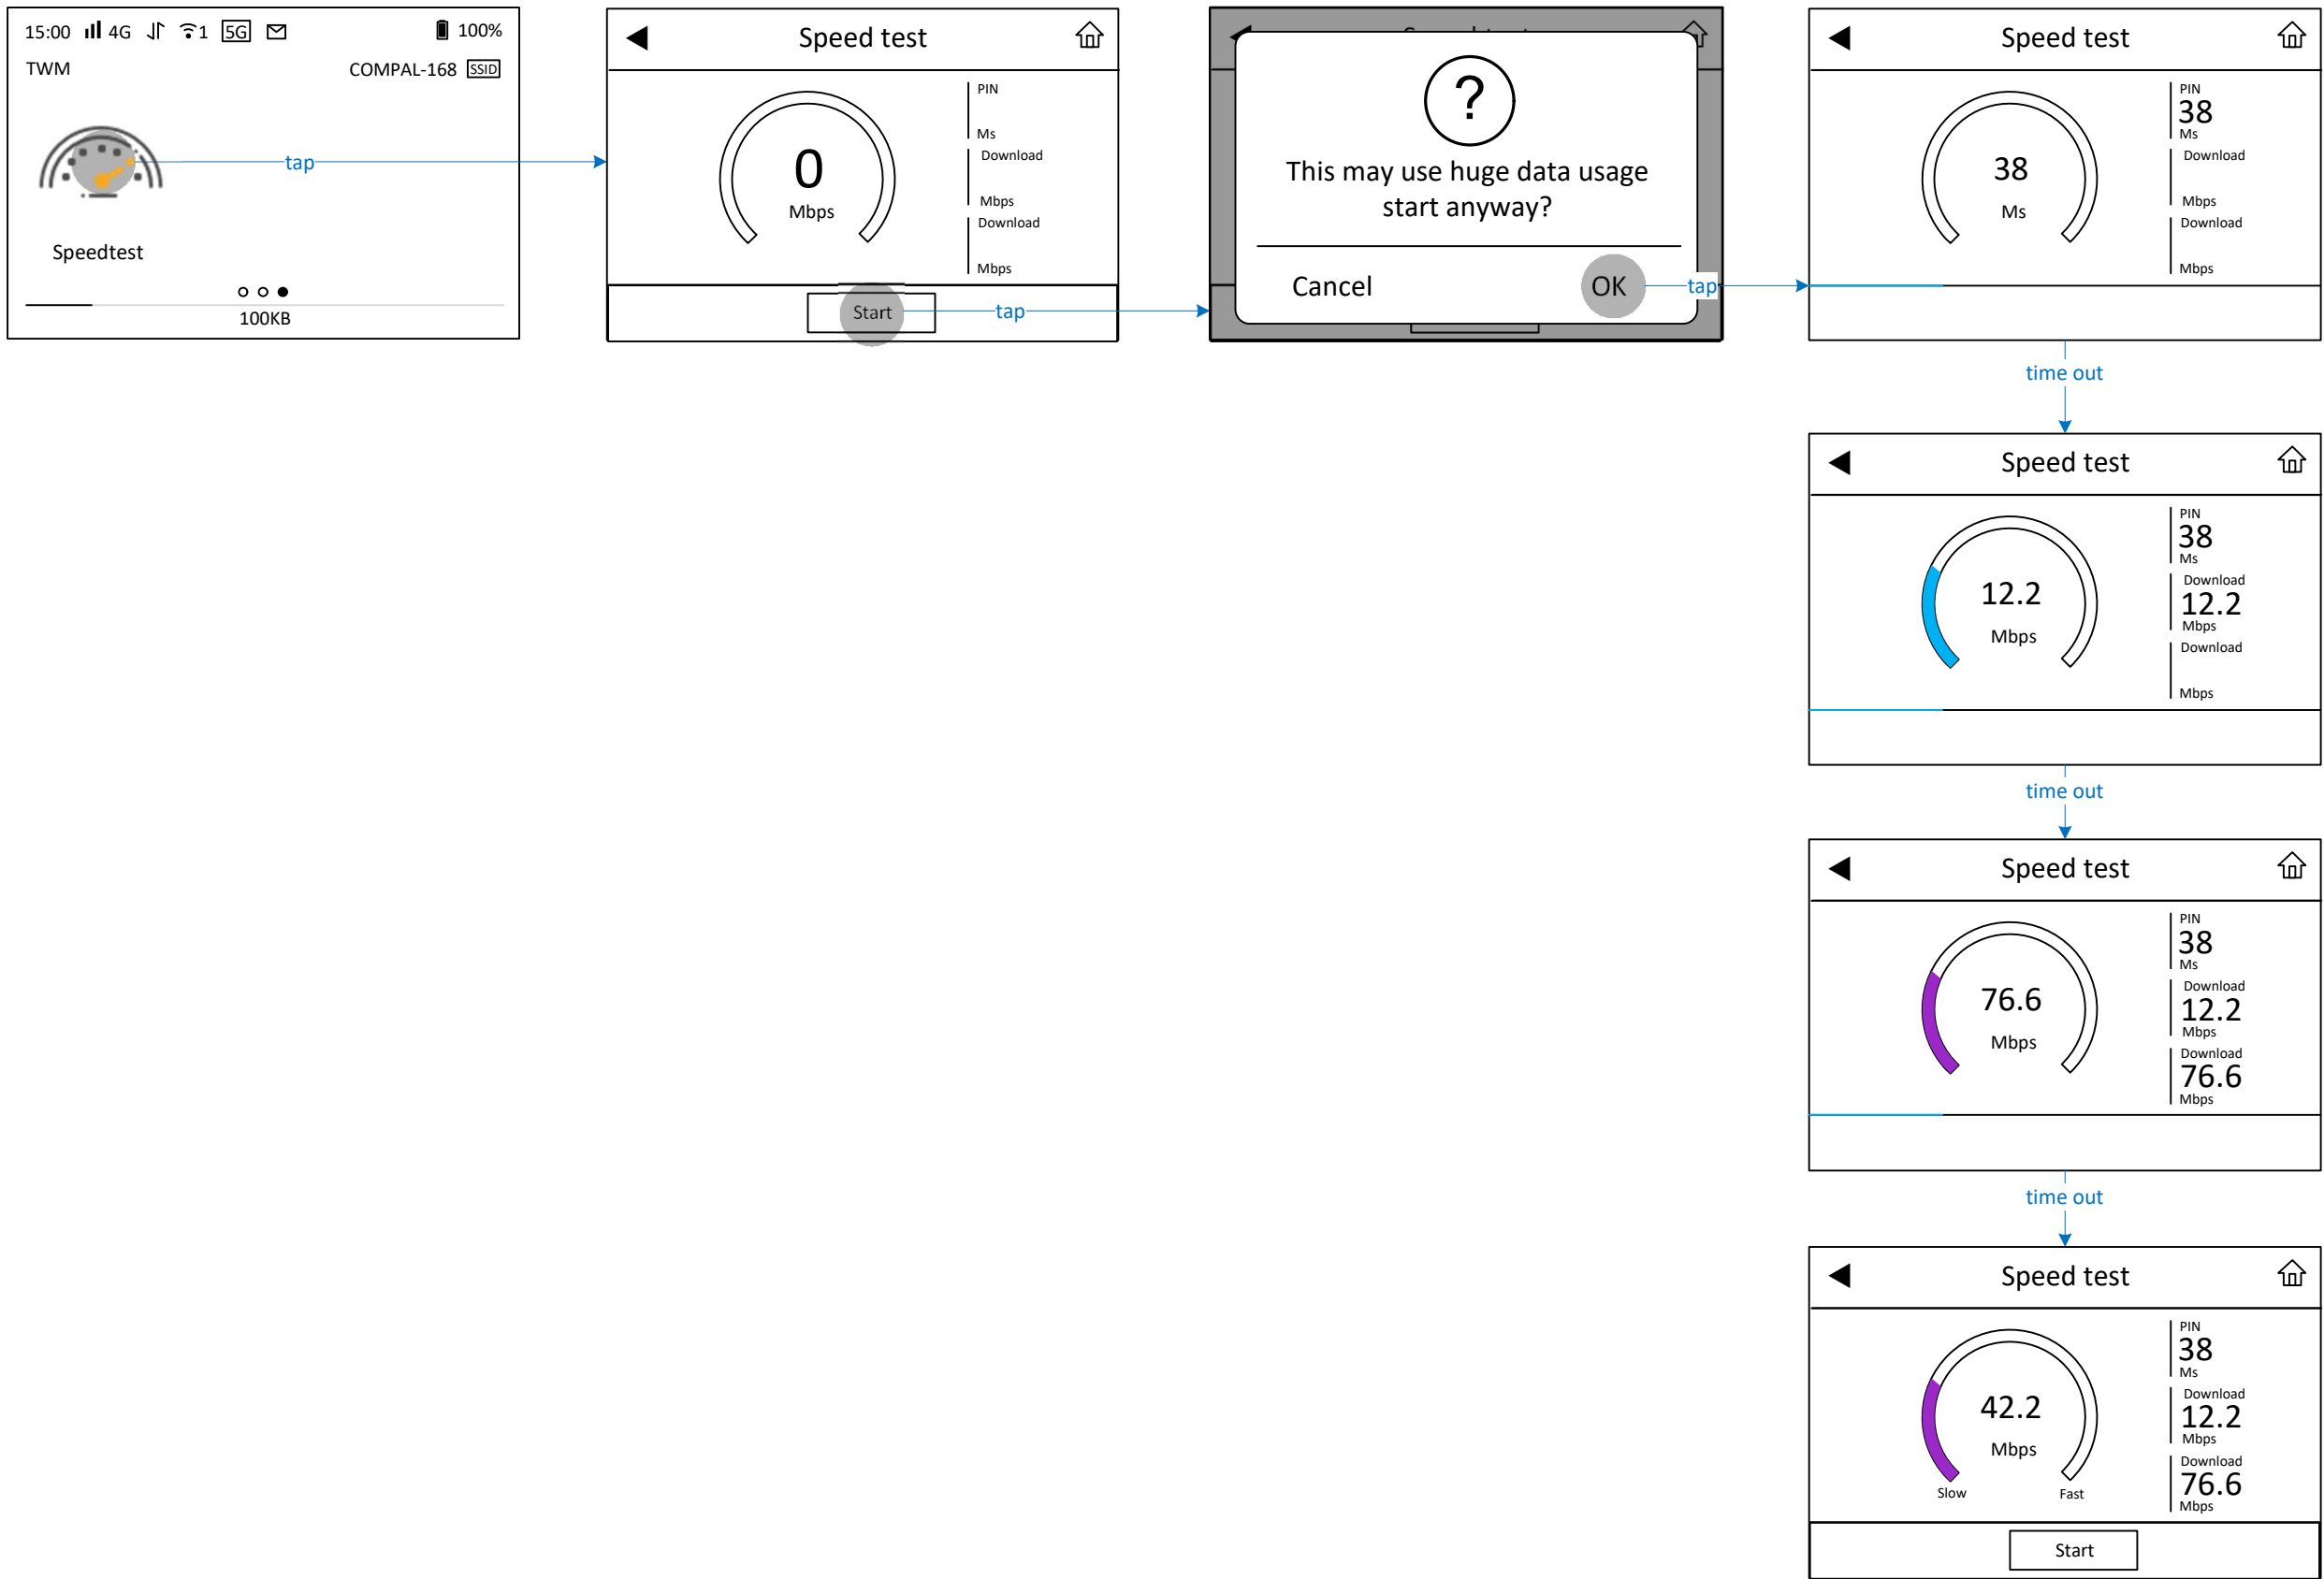 15:00 4G 1 5G 100%
TWM COMPAL-168 SSID
Speedtest
100KB
tap
Speed test
0
Mbps
PIN
Ms
Download
Mbps
Download
Mbps
Start
tap
?
This may use huge data usage
start anyway?
Cancel OK
tap
Speed test
38
Ms
PIN
38
Ms
Download
Mbps
Download
Mbps
time out
Speed test
12.2
Mbps
PIN
38
Ms
Download
12.2
Mbps
Download
Mbps
time out
Speed test
76.6
Mbps
PIN
38
Ms
Download
12.2
Mbps
Download
76.6
Mbps
time out
Speed test
42.2
Mbps
Slow Fast
PIN
38
Ms
Download
12.2
Mbps
Download
76.6
Mbps
Start